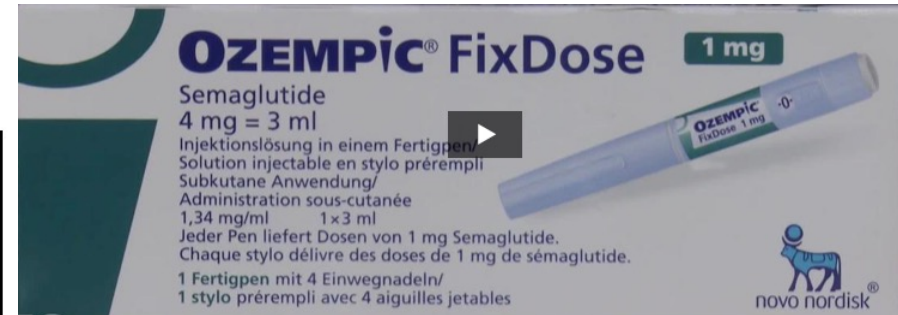 OZEMPIC® FixDose
1 mg
Semaglutide
4 mg = 3 ml
Injektionslösung in einem Fertigpen/
Solution injectable en stylo prérempli
Subkutane Anwendung/
Administration sous-cutanée
1,34 mg/ml 1×3 ml
Jeder Pen liefert Dosen von 1 mg Semaglutide.
Chaque stylo délivre des doses de 1 mg de sémaglutide.
1 Fertigpen mit 4 Einwegnadeln/
1 stylo prérempli avec 4 aiguilles jetables
OZEMPIC
FixDose 1 mg
-0-
novo nordisk®